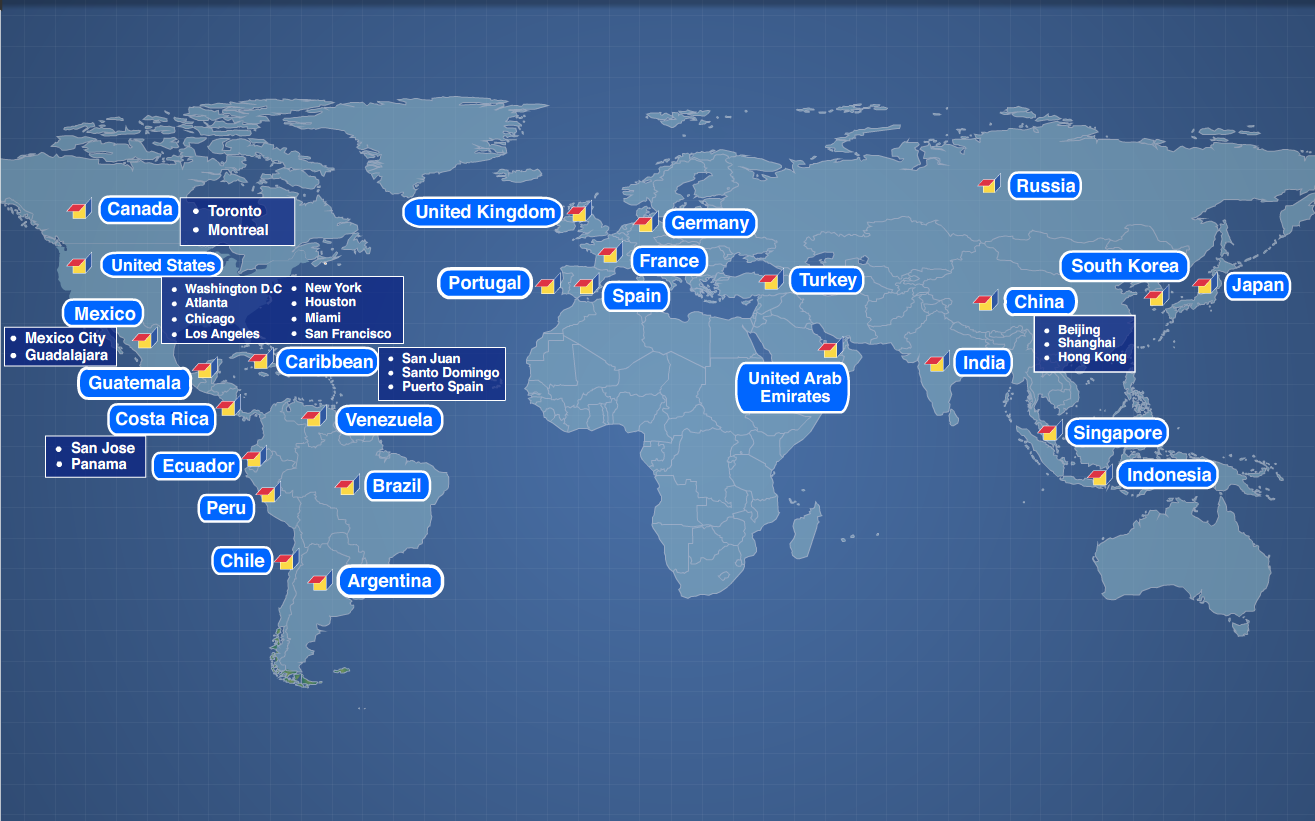 Canada
Toronto
Montreal
United States
Washington D.C
Atlanta
Chicago
Los Angeles
New York
Houston
Miami
San Francisco
Mexico
Mexico City
Guadalajara
Guatemala
Caribbean
San Juan
Santo Domingo
Puerto Spain
Costa Rica
San Jose
Panama
Venezuela
Ecuador
Peru
Brazil
Chile
Argentina
United Kingdom
Germany
France
Portugal
Spain
Turkey
United Arab
Emirates
Russia
South Korea
Japan
China
Beijing
Shanghai
Hong Kong
India
Singapore
Indonesia